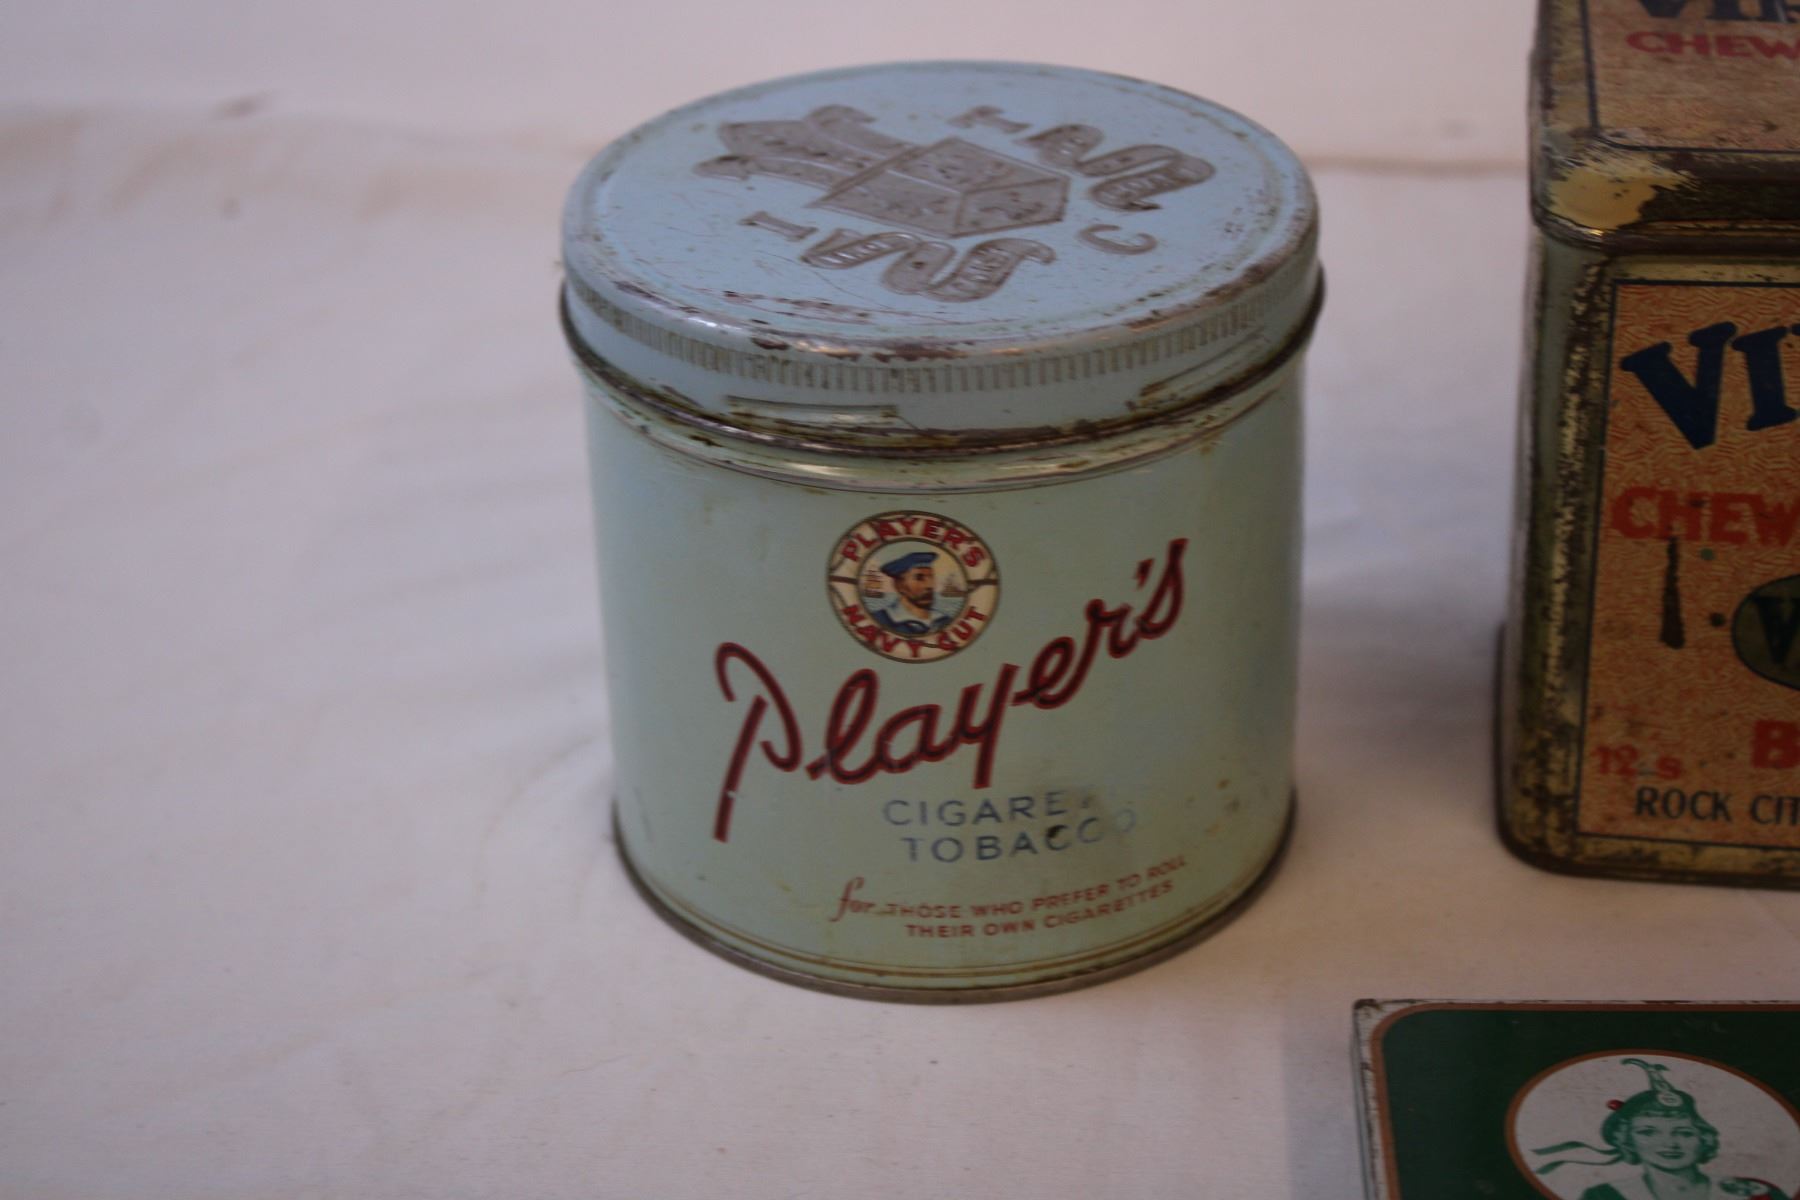 I T C
PLAYER'S
NAVY CUT
Player's
CIGARE
TOBACCO
for THOSE WHO PREFER TO ROLL
THEIR OWN CIGARETTES
CHEW
VI
CHEW
12-s B
ROCK CIT